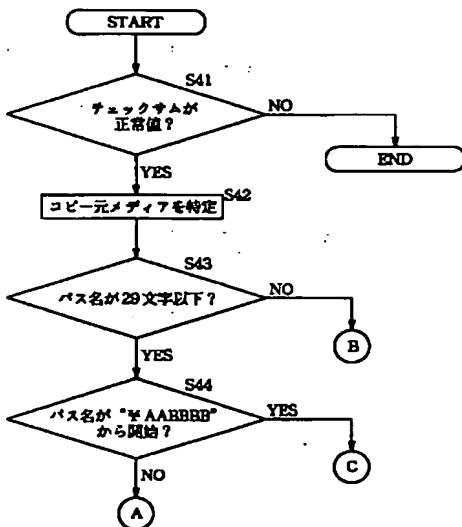 START
S41
チェックサムが
正常値？
NO
END
YES
S42
コピー元メディアを特定
S43
パス名が29文字以下？
NO
B
YES
S44
パス名が“¥AABBBB”
から開始？
YES
C
NO
A